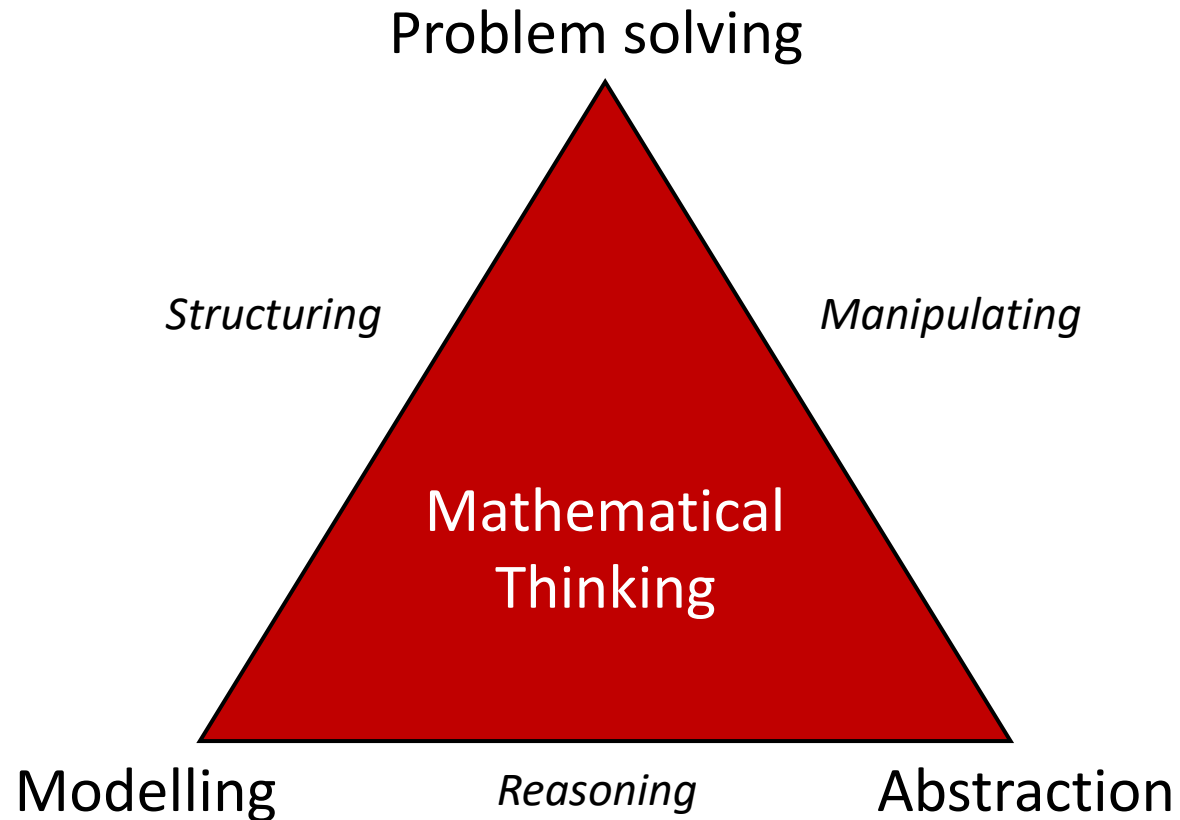 Problem solving
Structuring
Manipulating
Mathematical
Thinking
Modelling
Reasoning
Abstraction